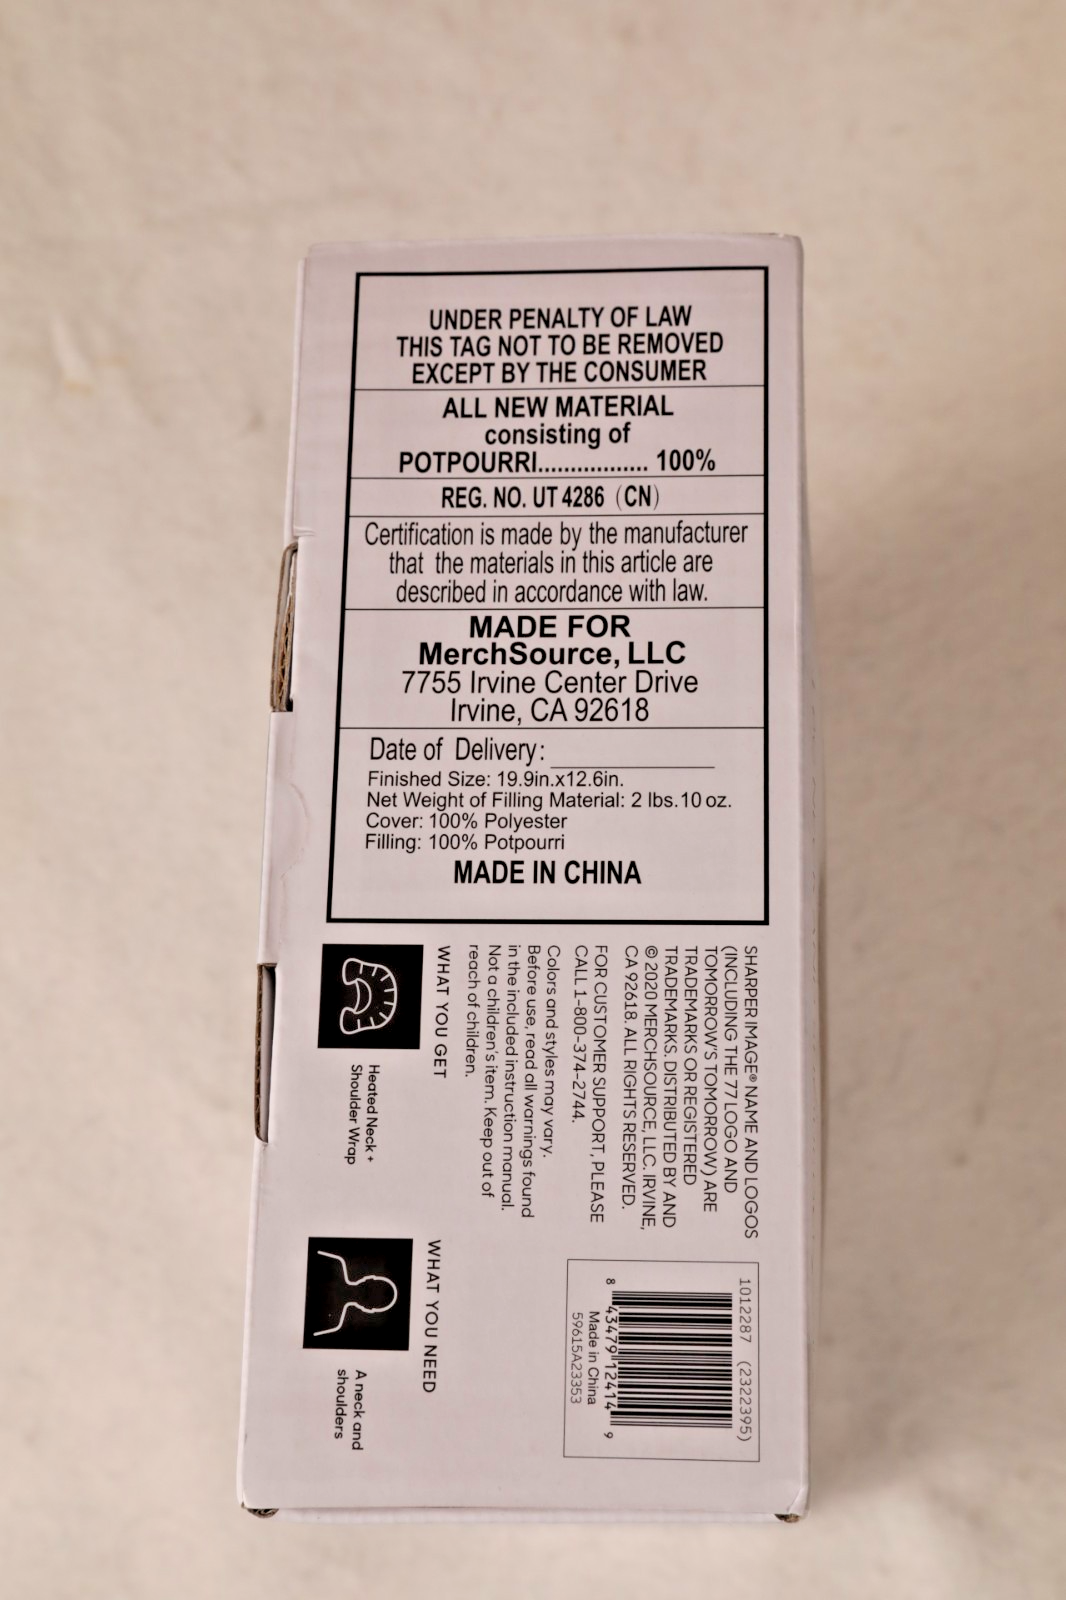 UNDER PENALTY OF LAW
THIS TAG NOT TO BE REMOVED
EXCEPT BY THE CONSUMER
ALL NEW MATERIAL
consisting of
POTPOURRI................. 100%
REG. NO. UT 4286 (CN)
Certification is made by the manufacturer
that the materials in this article are
described in accordance with law.
MADE FOR
MerchSource, LLC
7755 Irvine Center Drive
Irvine, CA 92618
Date of Delivery:
Finished Size: 19.9in.x12.6in.
Net Weight of Filling Material: 2 lbs.10 oz.
Cover: 100% Polyester
Filling: 100% Potpourri
MADE IN CHINA
SHARPER IMAGE® NAME AND LOGOS
(INCLUDING THE 77 LOGO AND
TOMORROW'S TOMORROW) ARE
TRADEMARKS OR REGISTERED
TRADEMARKS. DISTRIBUTED BY AND
© 2020 MERCHSOURCE, LLC. IRVINE,
CA 92618. ALL RIGHTS RESERVED.
FOR CUSTOMER SUPPORT, PLEASE
CALL 1-800-374-2744.
Colors and styles may vary.
Before use, read all warnings found
in the included instruction manual.
Not a children's item. Keep out of
reach of children.
WHAT YOU GET
Heated Neck +
Shoulder Wrap
WHAT YOU NEED
A neck and
shoulders
1012287 (2322395)
8 43479 12414 9
Made in China
59615A23353